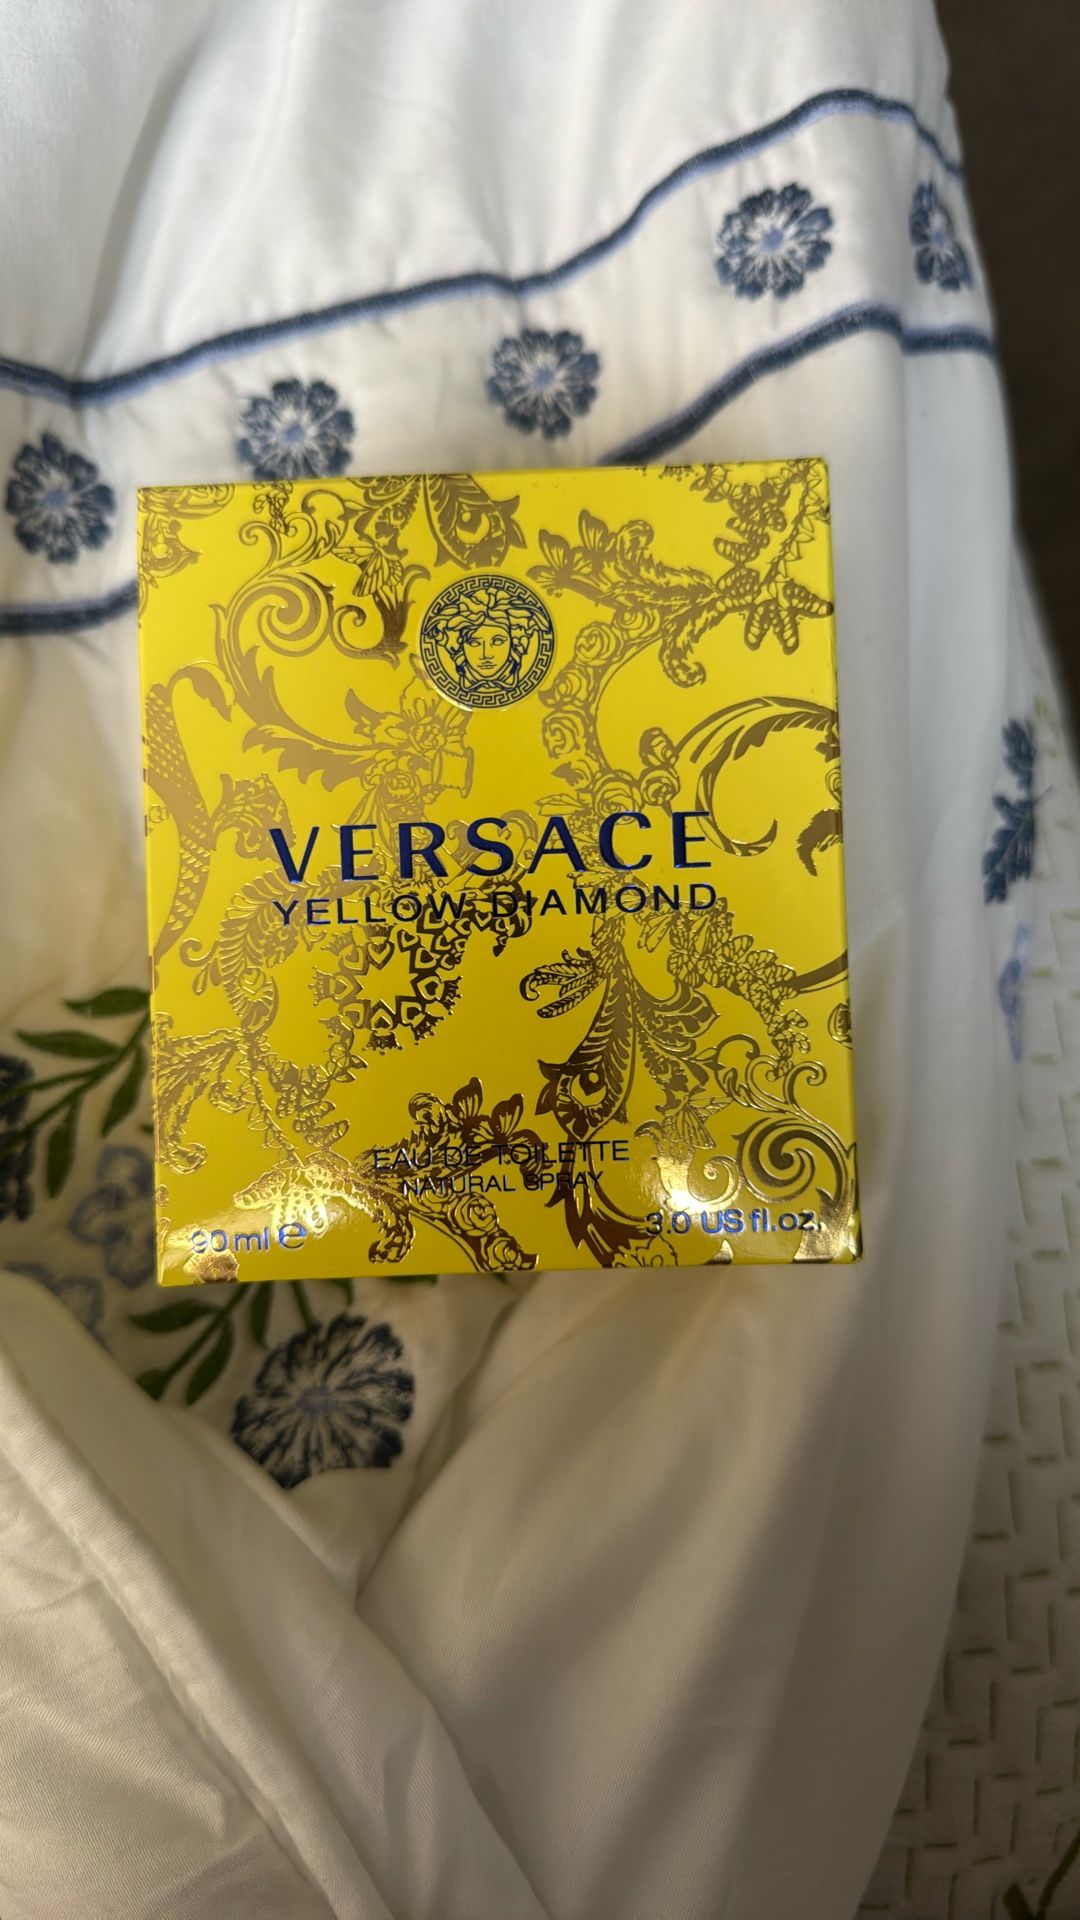 VERSACE
YELLOW DIAMOND
EAU DE TOILETTE
NATURAL SPRAY
90 ml e
3.0 US fl.oz.